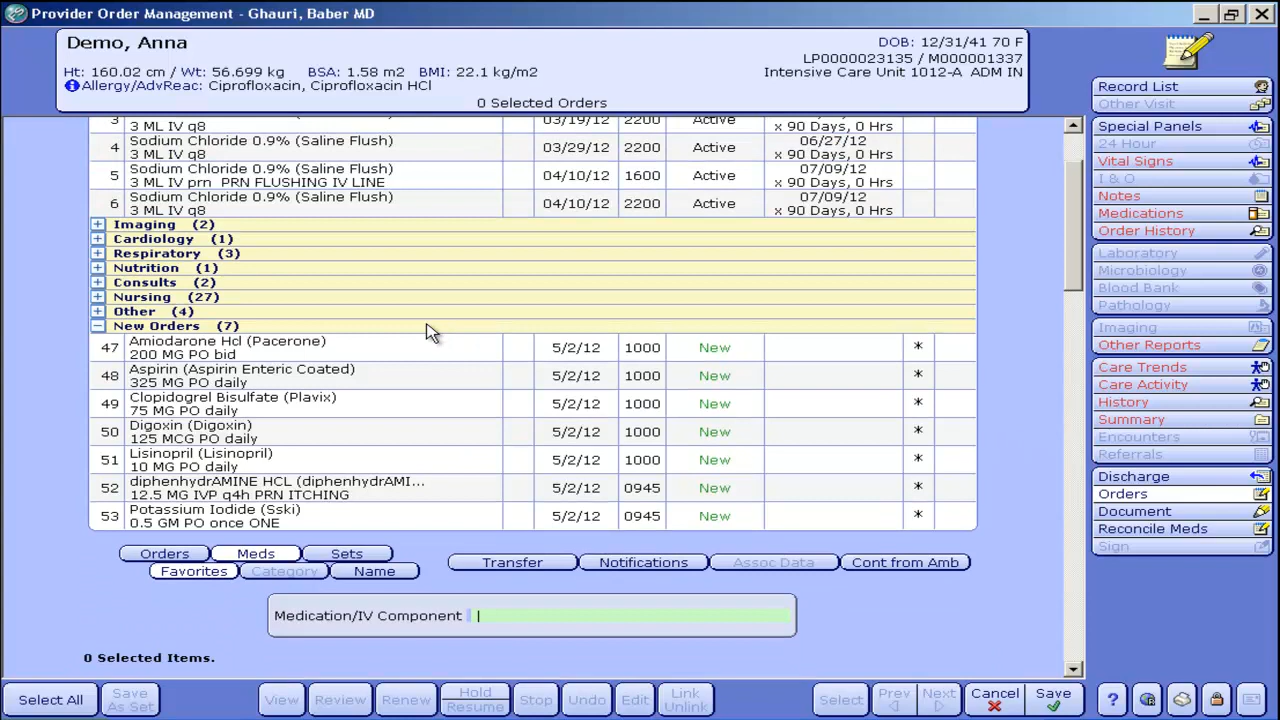 Provider Order Management - Ghauri, Baber MD
Demo, Anna
DOB: 12/31/41 70 F
LP0000023135 / M000001337
Ht: 160.02 cm / Wt: 56.699 kg BSA: 1.58 m2 BMI: 22.1 kg/m2
Intensive Care Unit 1012-A ADM IN
Allergy/AdvReac: Ciprofloxacin, Ciprofloxacin HCl
0 Selected Orders
3 03/19/12 2200 Active
3 ML IV q8 x 90 Days, 0 Hrs
4 Sodium Chloride 0.9% (Saline Flush) 03/29/12 2200 Active 06/27/12
3 ML IV q8 x 90 Days, 0 Hrs
5 Sodium Chloride 0.9% (Saline Flush) 04/10/12 1600 Active 07/09/12
3 ML IV prn PRN FLUSHING IV LINE x 90 Days, 0 Hrs
6 Sodium Chloride 0.9% (Saline Flush) 04/10/12 2200 Active 07/09/12
3 ML IV q8 x 90 Days, 0 Hrs
Imaging (2)
Cardiology (1)
Respiratory (3)
Nutrition (1)
Consults (2)
Nursing (27)
Other (4)
New Orders (7)
47 Amiodarone Hcl (Pacerone) 5/2/12 1000 New *
200 MG PO bid
48 Aspirin (Aspirin Enteric Coated) 5/2/12 1000 New *
325 MG PO daily
49 Clopidogrel Bisulfate (Plavix) 5/2/12 1000 New *
75 MG PO daily
50 Digoxin (Digoxin) 5/2/12 1000 New *
125 MCG PO daily
51 Lisinopril (Lisinopril) 5/2/12 1000 New *
10 MG PO daily
52 diphenhydrAMINE HCL (diphenhydrAMI... 5/2/12 0945 New *
12.5 MG IVP q4h PRN ITCHING
53 Potassium Iodide (Sski) 5/2/12 0945 New *
0.5 GM PO once ONE
Orders Meds Sets
Favorites Category Name
Transfer Notifications Assoc Data Cont from Amb
Medication/IV Component
0 Selected Items.
Select All Save As Set View Review Renew Hold Resume Stop Undo Edit Link Unlink Select Prev Next Cancel Save
Record List
Other Visit
Special Panels
24 Hour
Vital Signs
I & O
Notes
Medications
Order History
Laboratory
Microbiology
Blood Bank
Pathology
Imaging
Other Reports
Care Trends
Care Activity
History
Summary
Encounters
Referrals
Discharge
Orders
Document
Reconcile Meds
Sign